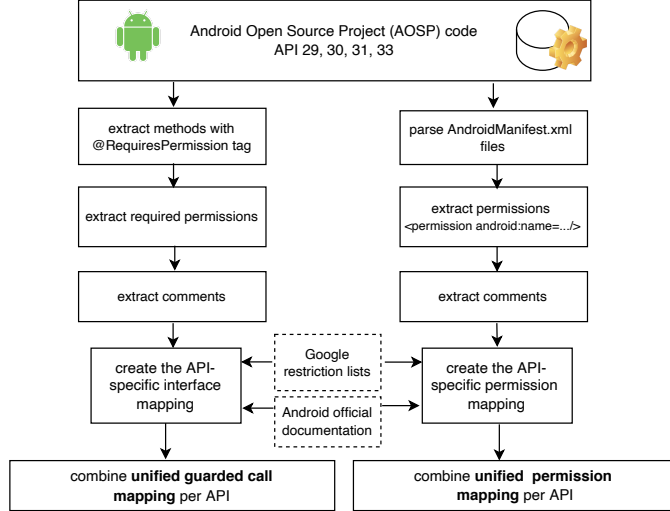 Android Open Source Project (AOSP) code
API 29, 30, 31, 33
extract methods with
@RequiresPermission tag
parse AndroidManifest.xml
files
extract required permissions
extract permissions
<permission android:name=.../>
extract comments
extract comments
create the API-
specific interface
mapping
Google
restriction lists
Android official
documentation
create the API-
specific permission
mapping
combine unified guarded call
mapping per API
combine unified permission
mapping per API